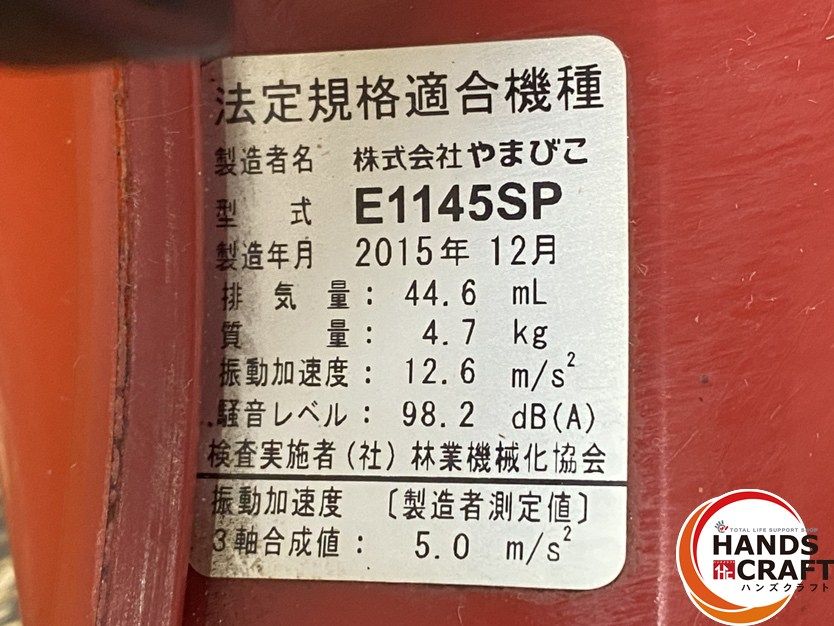 法定規格適合機種
製造者名 株式会社やまびこ
型 式 E1145SP
製造年月 2015年 12月
排 気 量： 44.6 mL
質 量： 4.7 kg
振動加速度： 12.6 m/s²
騒音レベル： 98.2 dB(A)
検査実施者(社)林業機械化協会
振動加速度 〔製造者測定値〕
3軸合成値： 5.0 m/s²
TOTAL LIFE SUPPORT SHOP
HANDS
CRAFT
ハンズクラフト